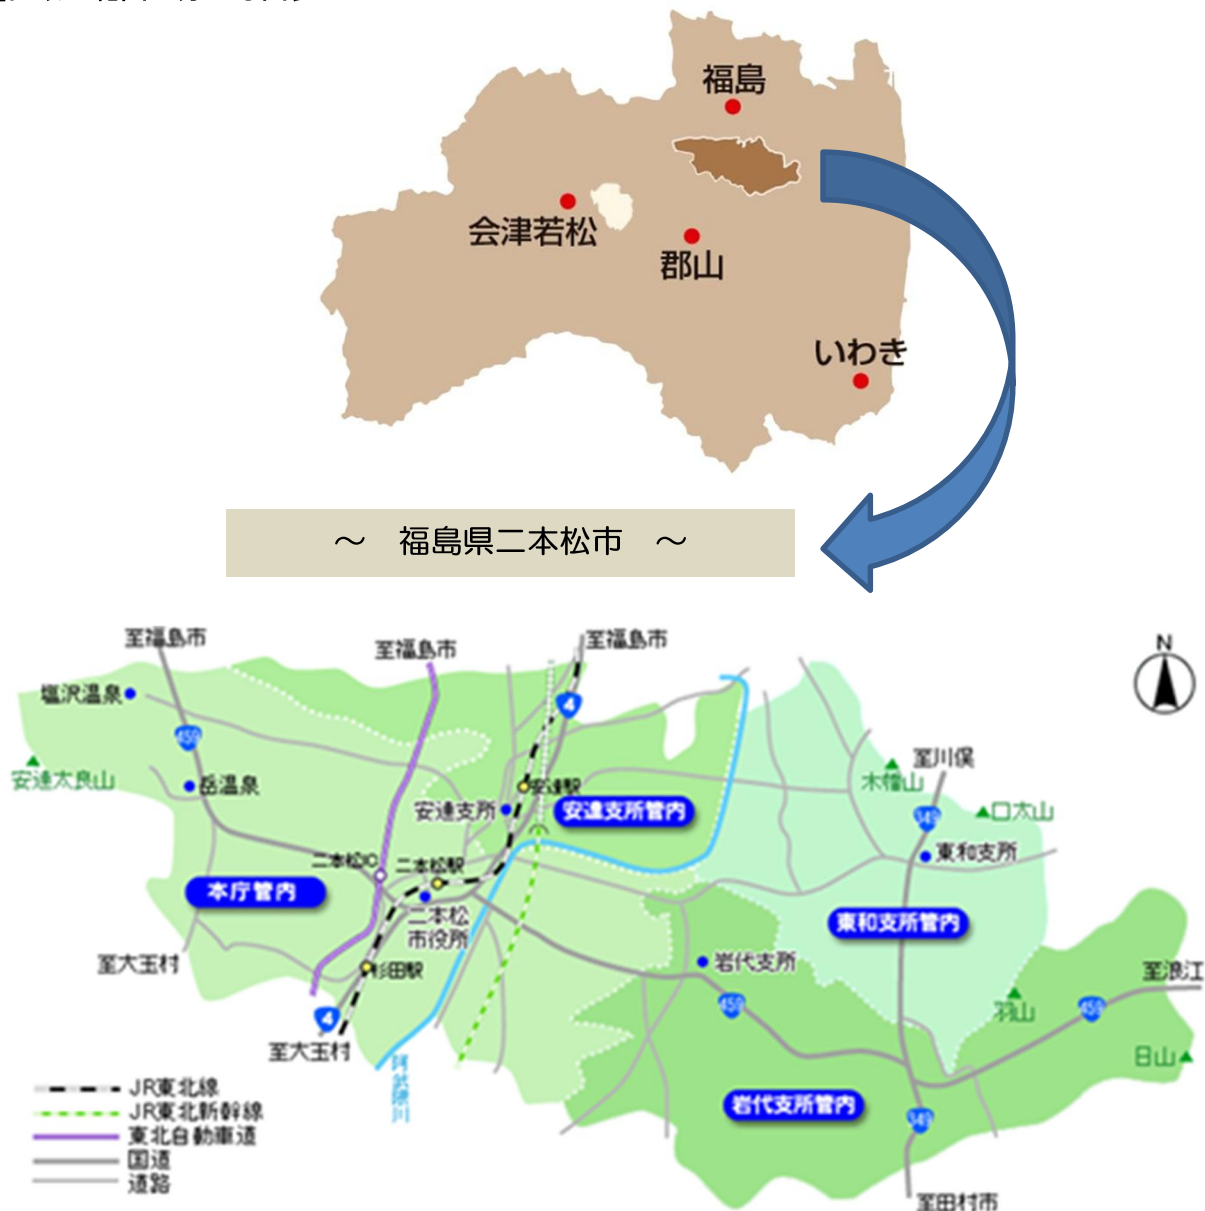 福島
会津若松
郡山
いわき
～　福島県二本松市　～
至福島市
至福島市
至福島市
N
塩沢温泉
4
459
安達太良山
岳温泉
至川俣
木幡山
安達駅
安達支所
安達支所管内
口太山
349
二本松IC
二本松駅
東和支所
本庁管内
二本松
市役所
東和支所管内
至大玉村
杉田駅
岩代支所
至浪江
4
459
羽山
459
至大玉村
日山
阿武隈川
JR東北線
JR東北新幹線
東北自動車道
国道
道路
岩代支所管内
349
至田村市